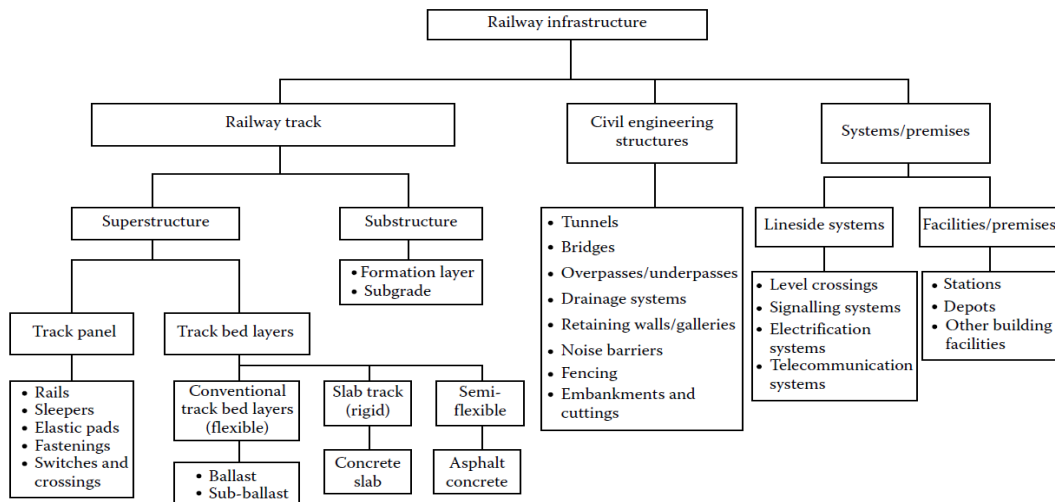 Railway infrastructure
Railway track
Civil engineering
structures
Systems/premises
Superstructure
Substructure
Lineside systems
Facilities/premises
• Formation layer
• Subgrade
• Tunnels
• Bridges
• Overpasses/underpasses
• Drainage systems
• Retaining walls/galleries
• Noise barriers
• Fencing
• Embankments and
cuttings
• Level crossings
• Signalling systems
• Electrification
systems
• Telecommunication
systems
• Stations
• Depots
• Other building
facilities
Track panel
Track bed layers
• Rails
• Sleepers
• Elastic pads
• Fastenings
• Switches and
crossings
Conventional
track bed layers
(flexible)
Slab track
(rigid)
Semi-
flexible
• Ballast
• Sub-ballast
Concrete
slab
Asphalt
concrete